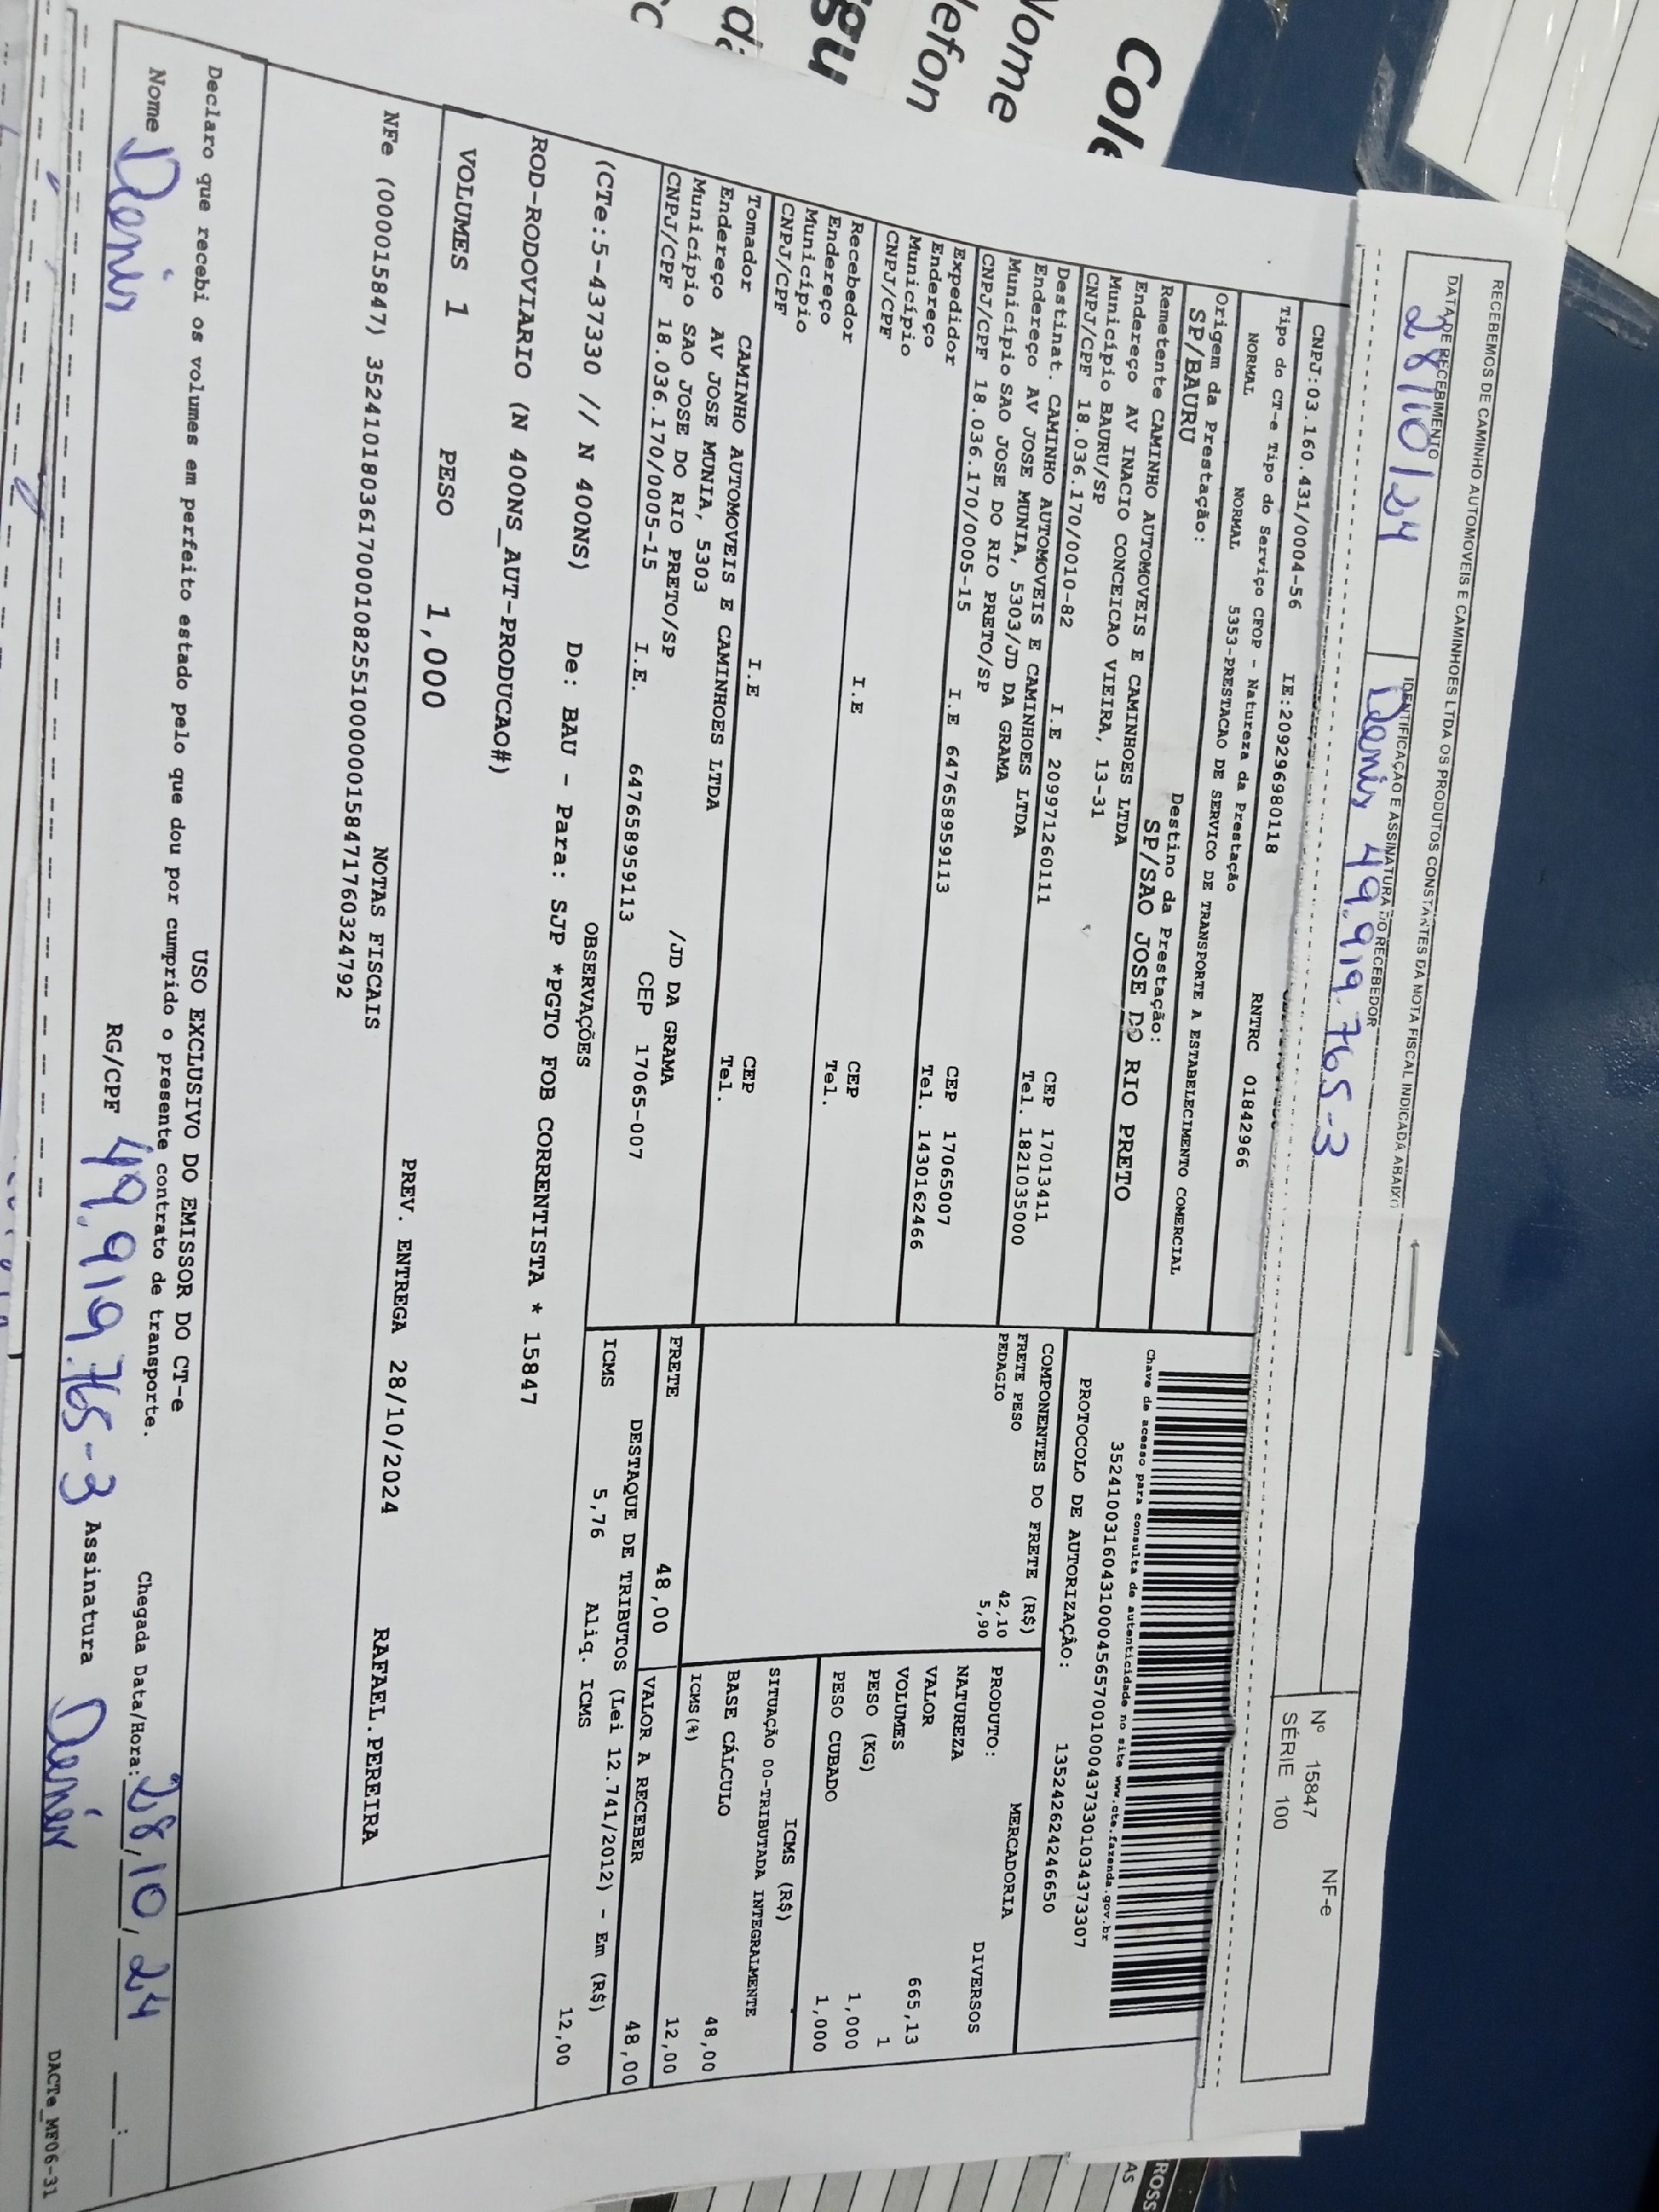 RECEBEMOS DE CAMINHO AUTOMOVEIS E CAMINHOES LTDA OS PRODUTOS CONSTANTES DA NOTA FISCAL INDICADA ABAIXO
DATA DE RECEBIMENTO
28/10/24
IDENTIFICAÇÃO E ASSINATURA DO RECEBEDOR
Denis 49.919.765-3
NF-e
Nº 15847
SÉRIE 100
CNPJ:03.160.431/0004-56 IE:209296980118 RNTRC 01842966
Tipo do CT-e Tipo do Serviço CFOP - Natureza da Prestação
NORMAL NORMAL 5353-PRESTACAO DE SERVICO DE TRANSPORTE A ESTABELECIMENTO COMERCIAL
Origem da Prestação: Destino da Prestação:
SP/BAURU SP/SAO JOSE DO RIO PRETO
Remetente CAMINHO AUTOMOVEIS E CAMINHOES LTDA
Endereço AV INACIO CONCEICAO VIEIRA, 13-31
Município BAURU/SP CEP 17013411
CNPJ/CPF 18.036.170/0010-82 I.E 209971260111 Tel. 1821035000
Destinat. CAMINHO AUTOMOVEIS E CAMINHOES LTDA
Endereço AV JOSE MUNIA, 5303/JD DA GRAMA
Município SAO JOSE DO RIO PRETO/SP CEP 17065007
CNPJ/CPF 18.036.170/0005-15 I.E 647658959113 Tel. 1430162466
Expedidor
Endereço
Município CEP
CNPJ/CPF I.E Tel.
Recebedor
Endereço
Município CEP
CNPJ/CPF I.E Tel.
Tomador CAMINHO AUTOMOVEIS E CAMINHOES LTDA
Endereço AV JOSE MUNIA, 5303 /JD DA GRAMA
Município SAO JOSE DO RIO PRETO/SP CEP 17065-007
CNPJ/CPF 18.036.170/0005-15 I.E. 647658959113
Chave de acesso para consulta de autenticidade no site www.cte.fazenda.gov.br
35241003160431000456570010004373301034373307
PROTOCOLO DE AUTORIZAÇÃO: 135242624246650
COMPONENTES DO FRETE (R$)
FRETE PESO 42,10
PEDAGIO 5,90
MERCADORIA
PRODUTO: DIVERSOS
NATUREZA
VALOR 665,13
VOLUMES 1
PESO (KG) 1,000
PESO CUBADO 1,000
ICMS (R$)
SITUAÇÃO 00-TRIBUTADA INTEGRALMENTE
BASE CÁLCULO 48,00
ICMS(%) 12,00
FRETE 48,00 VALOR A RECEBER 48,00
DESTAQUE DE TRIBUTOS (Lei 12.741/2012) - Em (R$)
ICMS 5,76 Aliq. ICMS 12,00
OBSERVAÇÕES
(CTe:5-437330 // N 400NS) De: BAU - Para: SJP *PGTO FOB CORRENTISTA * 15847
ROD-RODOVIARIO (N 400NS_AUT-PRODUCAO#)
VOLUMES 1 PESO 1,000 PREV. ENTREGA 28/10/2024 RAFAEL.PEREIRA
NOTAS FISCAIS
NFe (000015847) 35241018036170001082551000000158471760324792
USO EXCLUSIVO DO EMISSOR DO CT-e
Declaro que recebi os volumes em perfeito estado pelo que dou por cumprido o presente contrato de transporte.
Chegada Data/Hora: 28/10/24 __:__
Nome Denis RG/CPF 49.919.765-3 Assinatura Denis
DACTe_MF06-31